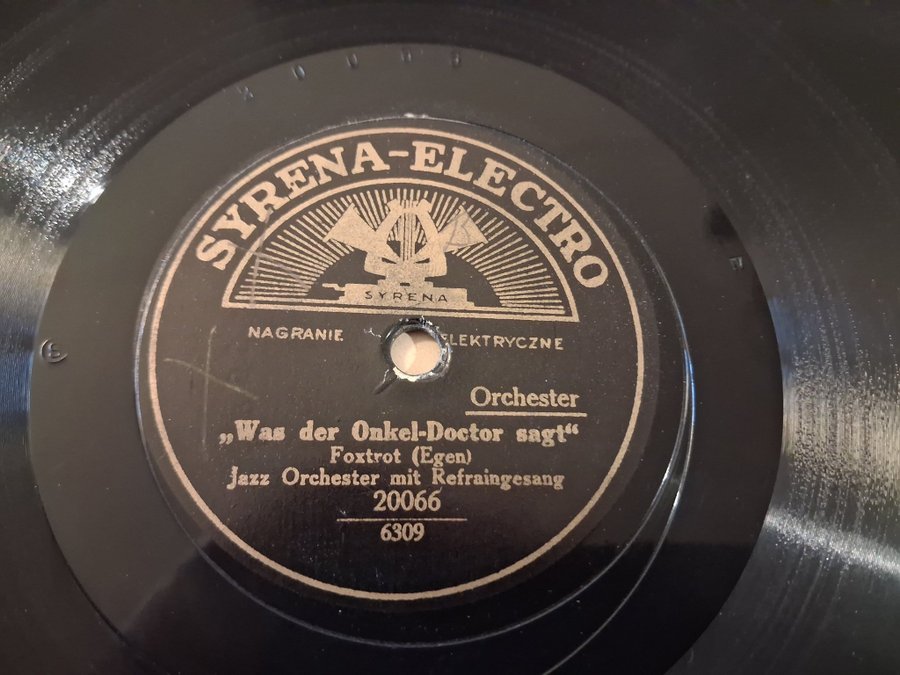 SYRENA-ELECTRO
SYRENA
NAGRANIE ELEKTRYCZNE
Orchester
„Was der Onkel-Doctor sagt“
Foxtrot (Egen)
Jazz Orchester mit Refraingesang
20066
6309